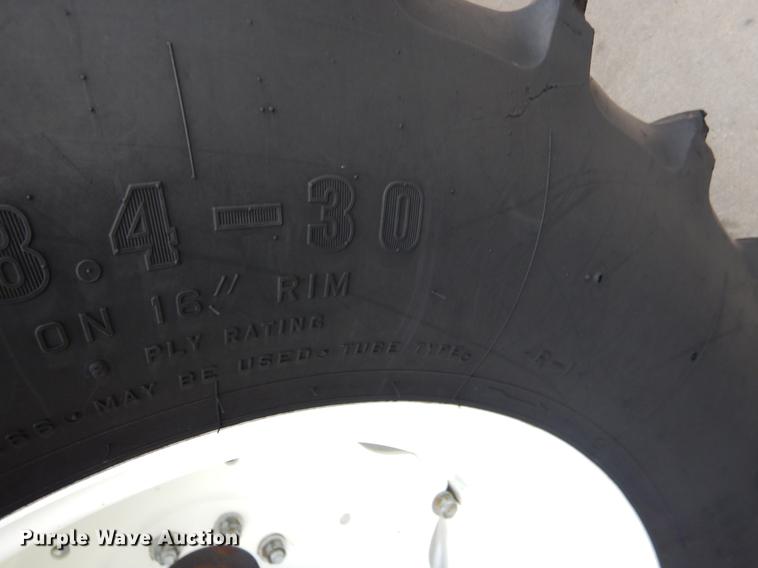 8.4-30
ON 16" RIM
8 PLY RATING
MAY BE USED. TUBE TYPE.
R-1
Purple Wave Auction